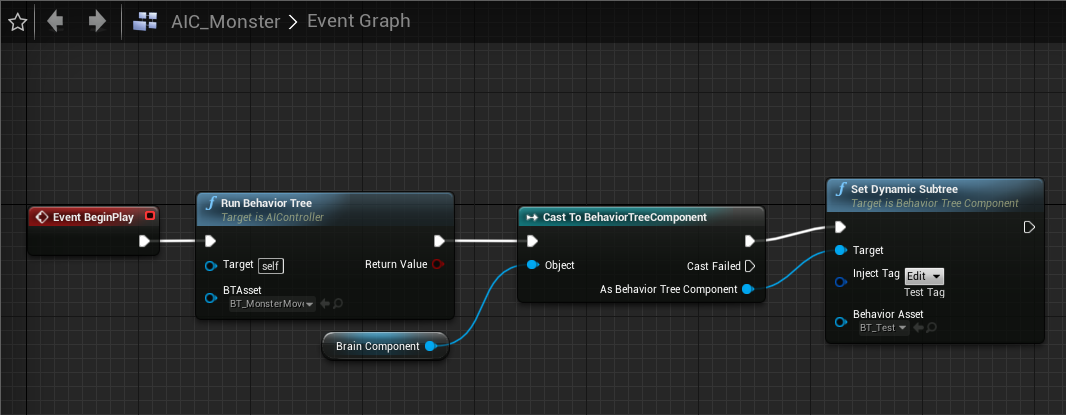 AIC_Monster > Event Graph
Event BeginPlay
Run Behavior Tree
Target is AIController
Target self
Return Value
BTAsset
BT_MonsterMove
Brain Component
Cast To BehaviorTreeComponent
Object
Cast Failed
As Behavior Tree Component
Set Dynamic Subtree
Target is Behavior Tree Component
Target
Inject Tag Edit
Test Tag
Behavior Asset
BT_Test